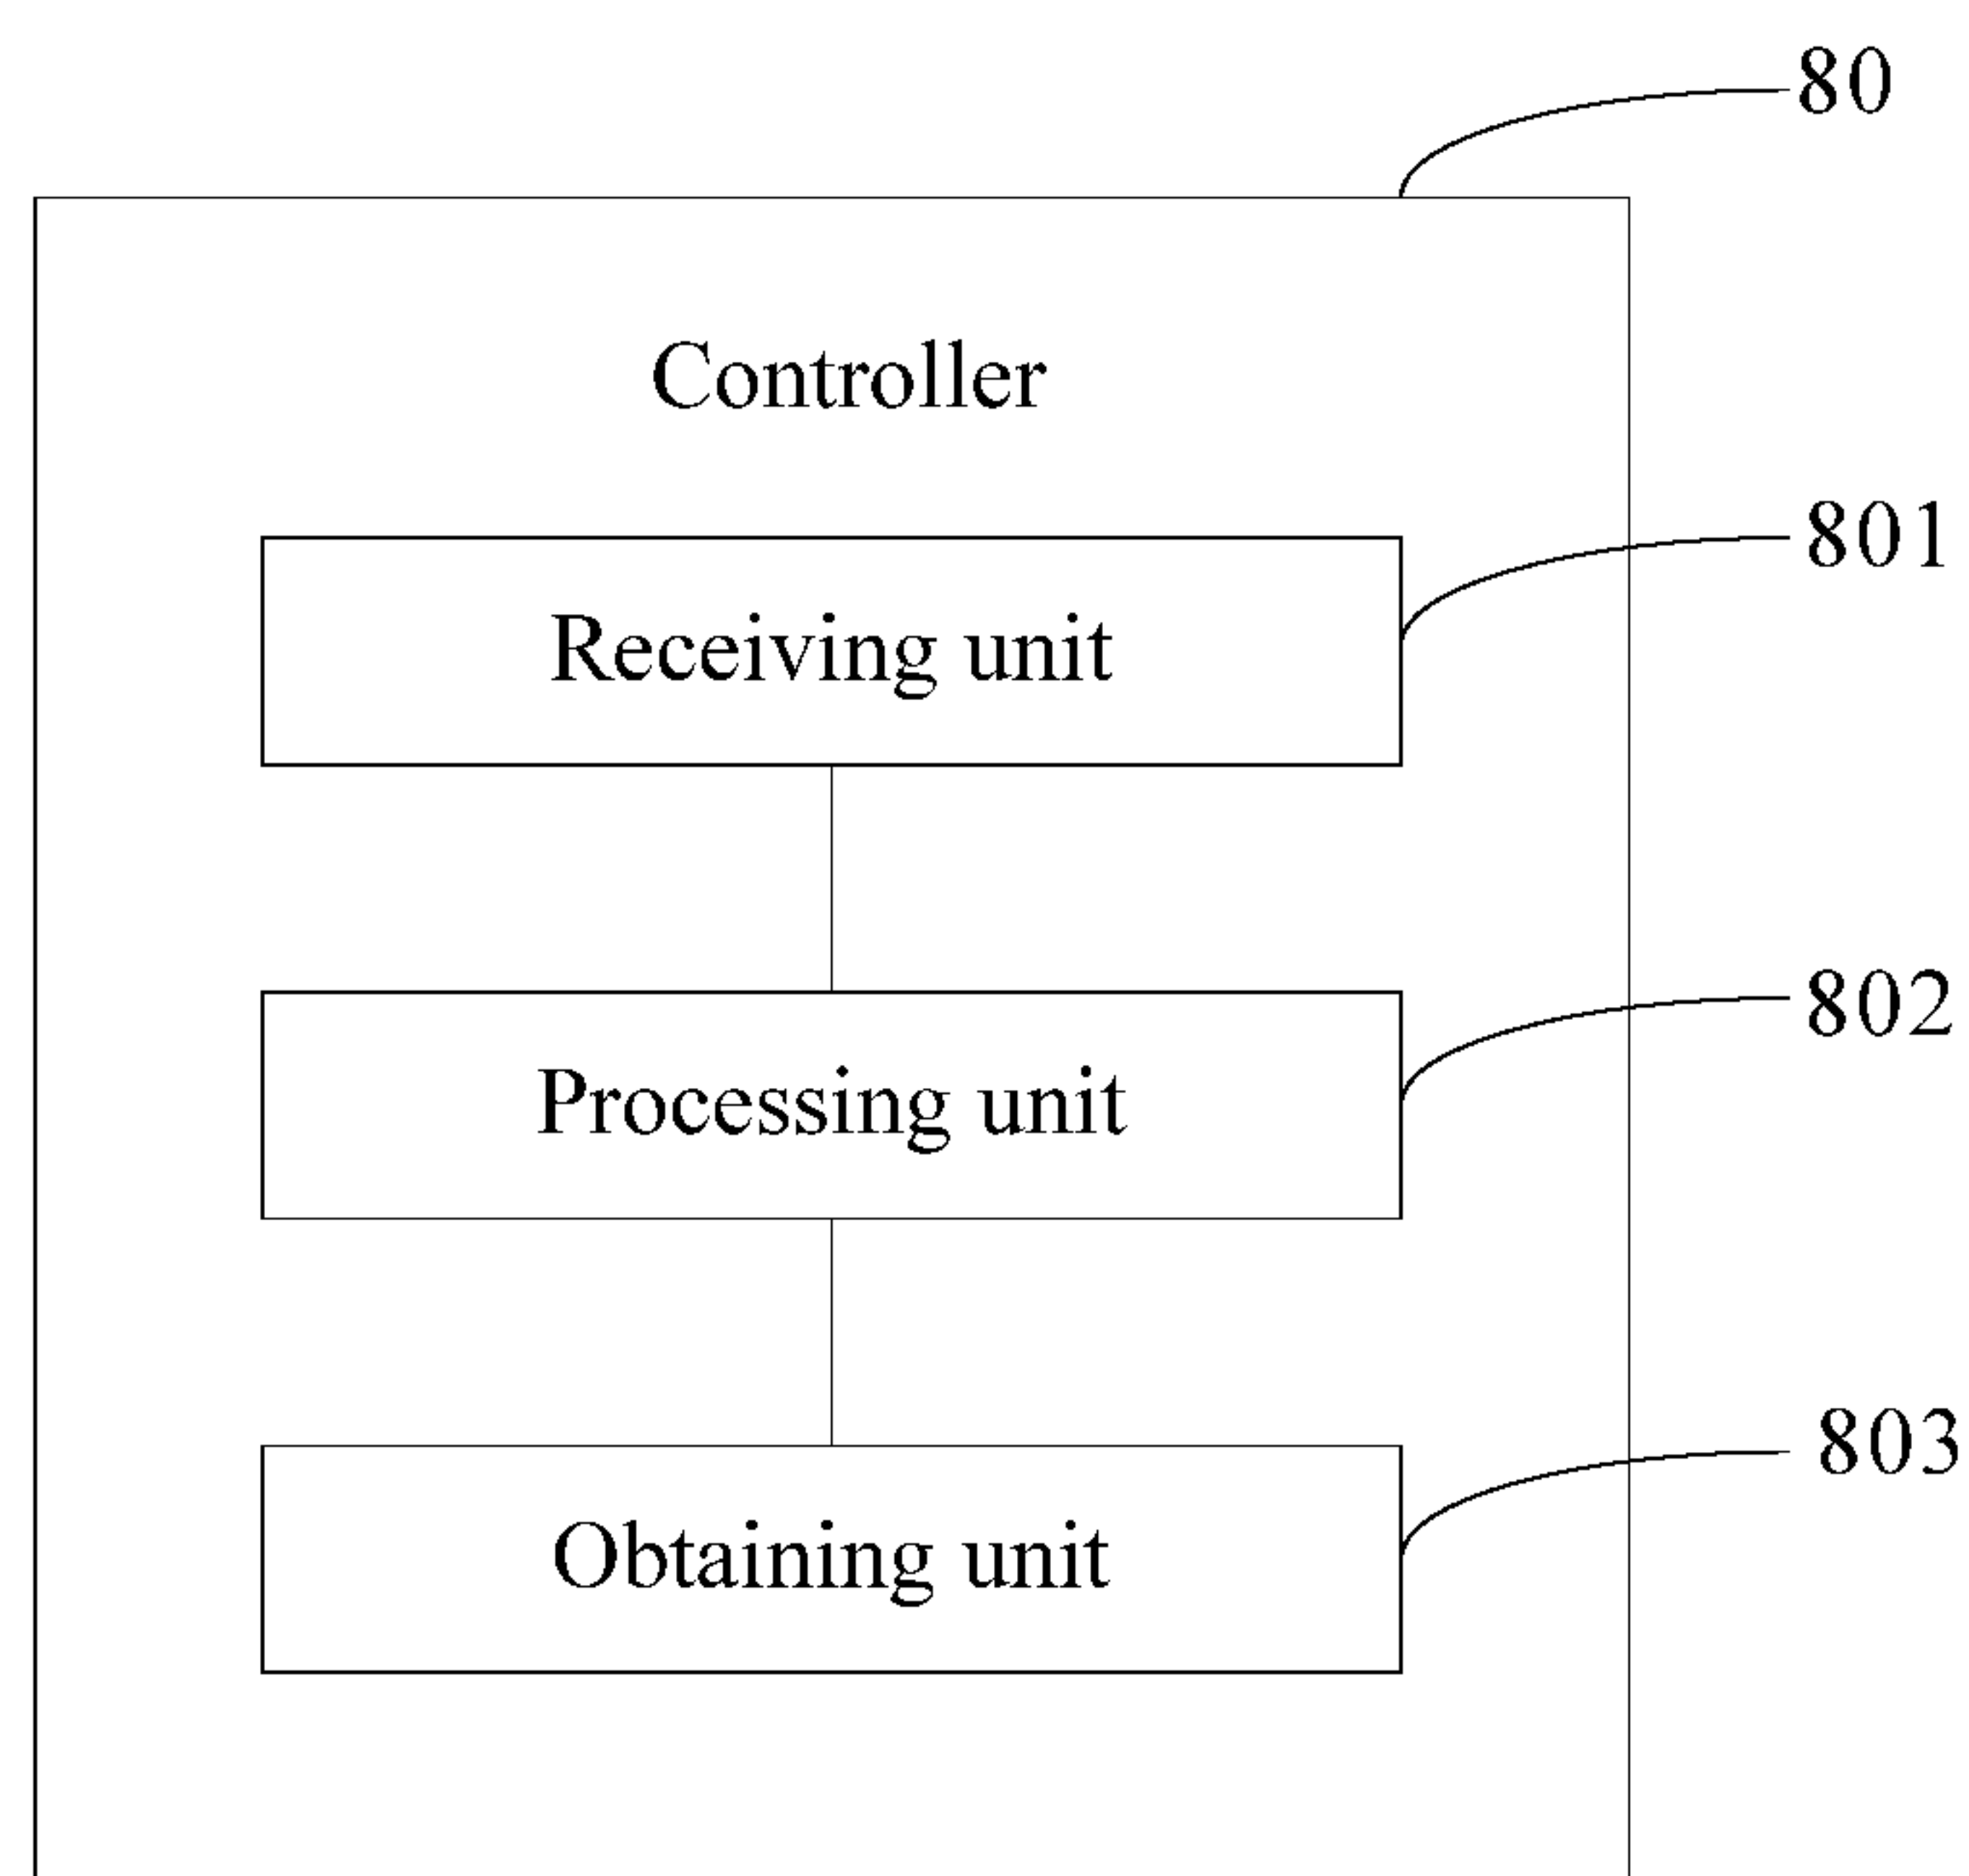 80
Controller
801
Receiving unit
802
Processing unit
803
Obtaining unit